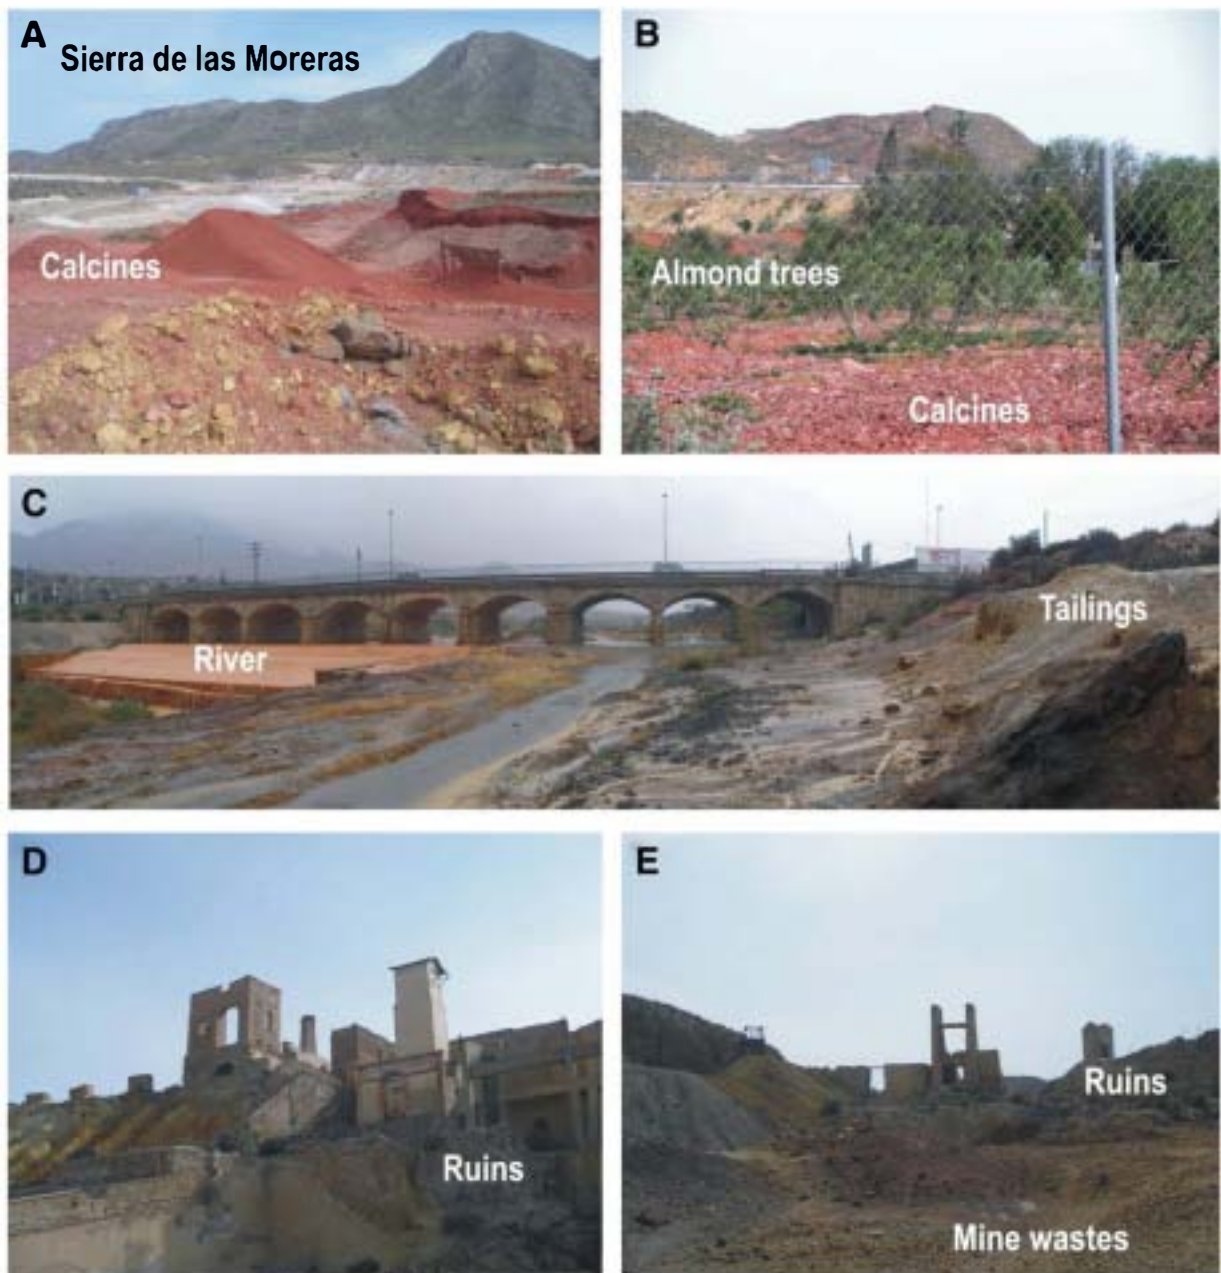 A
Sierra de las Moreras
Calcines
B
Almond trees
Calcines
C
River
Tailings
D
Ruins
E
Ruins
Mine wastes